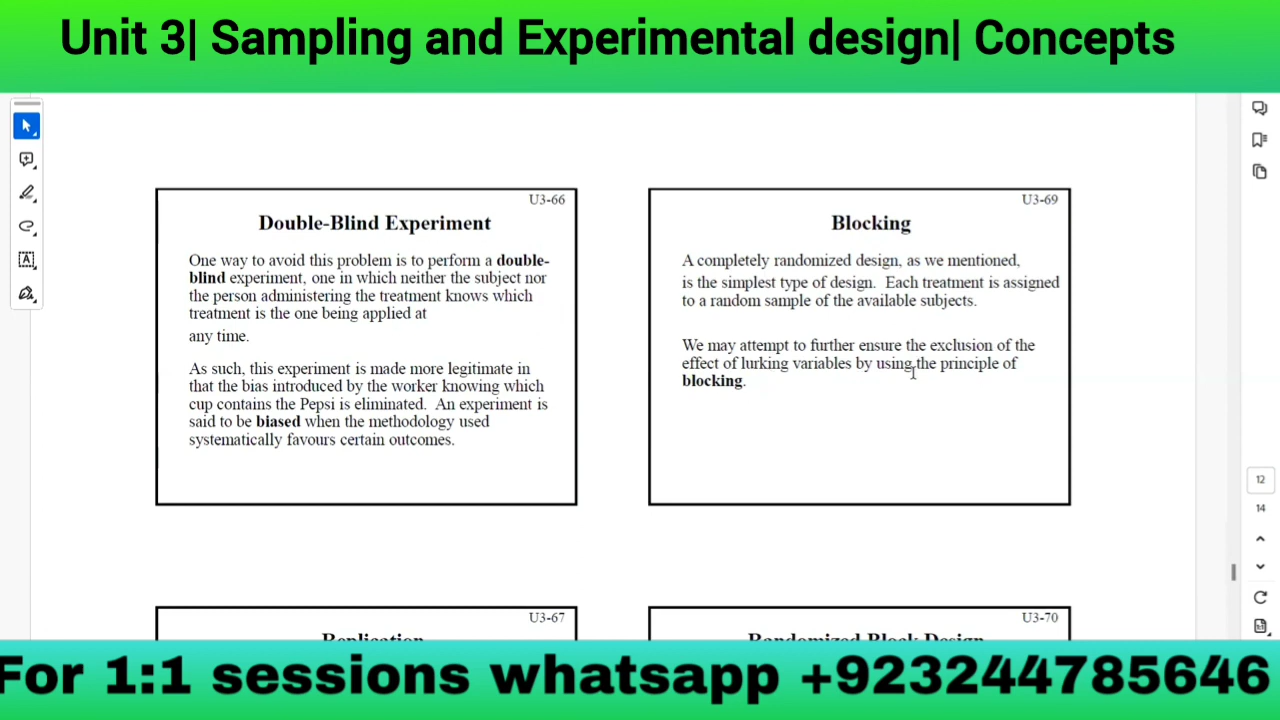 Unit 3| Sampling and Experimental design| Concepts
U3-66
Double-Blind Experiment
One way to avoid this problem is to perform a double-
blind experiment, one in which neither the subject nor
the person administering the treatment knows which
treatment is the one being applied at
any time.
As such, this experiment is made more legitimate in
that the bias introduced by the worker knowing which
cup contains the Pepsi is eliminated. An experiment is
said to be biased when the methodology used
systematically favours certain outcomes.
U3-69
Blocking
A completely randomized design, as we mentioned,
is the simplest type of design. Each treatment is assigned
to a random sample of the available subjects.
We may attempt to further ensure the exclusion of the
effect of lurking variables by using the principle of
blocking.
12
14
U3-67
Replication
U3-70
Randomized Block Design
For 1:1 sessions whatsapp +923244785646